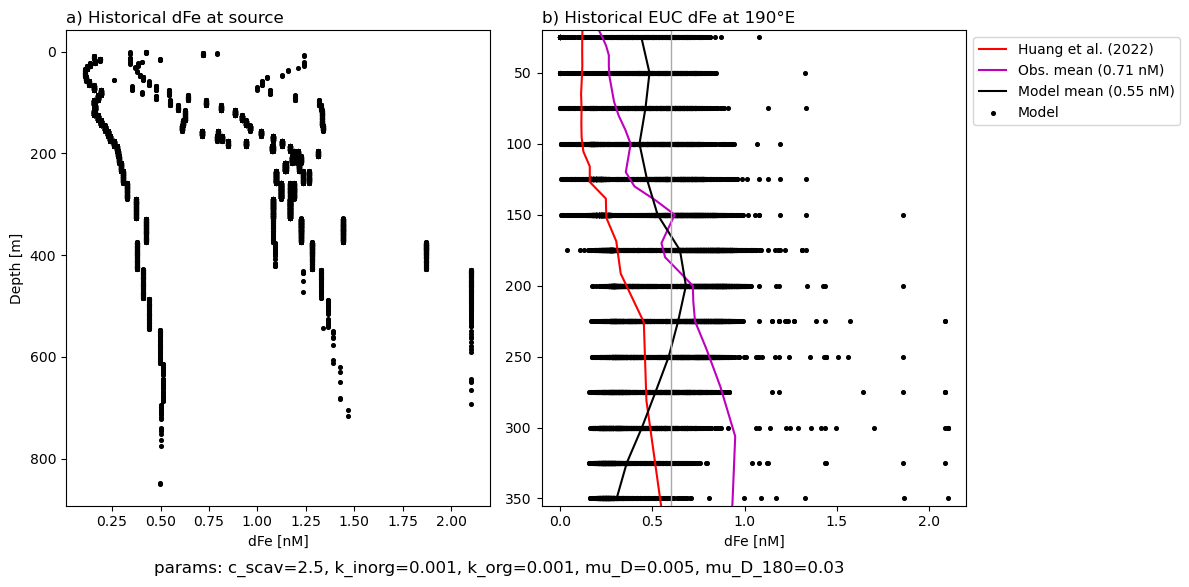 a) Historical dFe at source
b) Historical EUC dFe at 190°E
0
200
400
600
800
Depth [m]
0.25 0.50 0.75 1.00 1.25 1.50 1.75 2.00
dFe [nM]
50
100
150
200
250
300
350
0.0 0.5 1.0 1.5 2.0
dFe [nM]
Huang et al. (2022)
Obs. mean (0.71 nM)
Model mean (0.55 nM)
Model
params: c_scav=2.5, k_inorg=0.001, k_org=0.001, mu_D=0.005, mu_D_180=0.03